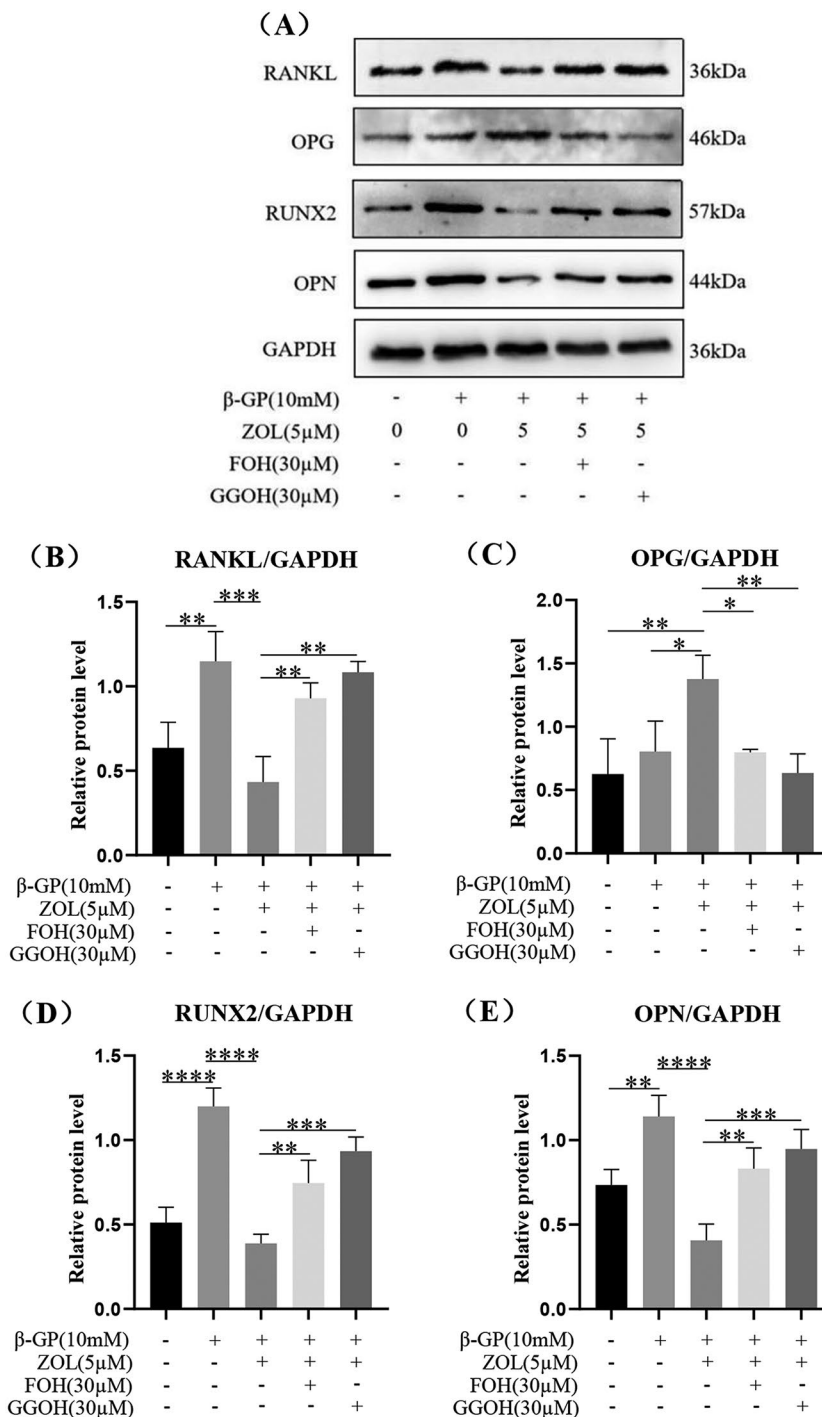 (A)
RANKL 36kDa
OPG 46kDa
RUNX2 57kDa
OPN 44kDa
GAPDH 36kDa
β-GP(10mM) - + + + +
ZOL(5μM) 0 0 5 5 5
FOH(30μM) - - - + -
GGOH(30μM) - - - - +
(B)
RANKL/GAPDH
Relative protein level
1.5
1.0
0.5
0.0
** *** ** **
β-GP(10mM) - + + + +
ZOL(5μM) - - + + +
FOH(30μM) - - - + -
GGOH(30μM) - - - - +
(C)
OPG/GAPDH
Relative protein level
2.0
1.5
1.0
0.5
0.0
** * * **
β-GP(10mM) - + + + +
ZOL(5μM) - - + + +
FOH(30μM) - - - + -
GGOH(30μM) - - - - +
(D)
RUNX2/GAPDH
Relative protein level
1.5
1.0
0.5
0.0
**** **** ** ***
β-GP(10mM) - + + + +
ZOL(5μM) - - + + +
FOH(30μM) - - - + -
GGOH(30μM) - - - - +
(E)
OPN/GAPDH
Relative protein level
1.5
1.0
0.5
0.0
** **** ** ***
β-GP(10mM) - + + + +
ZOL(5μM) - - + + +
FOH(30μM) - - - + -
GGOH(30μM) - - - - +